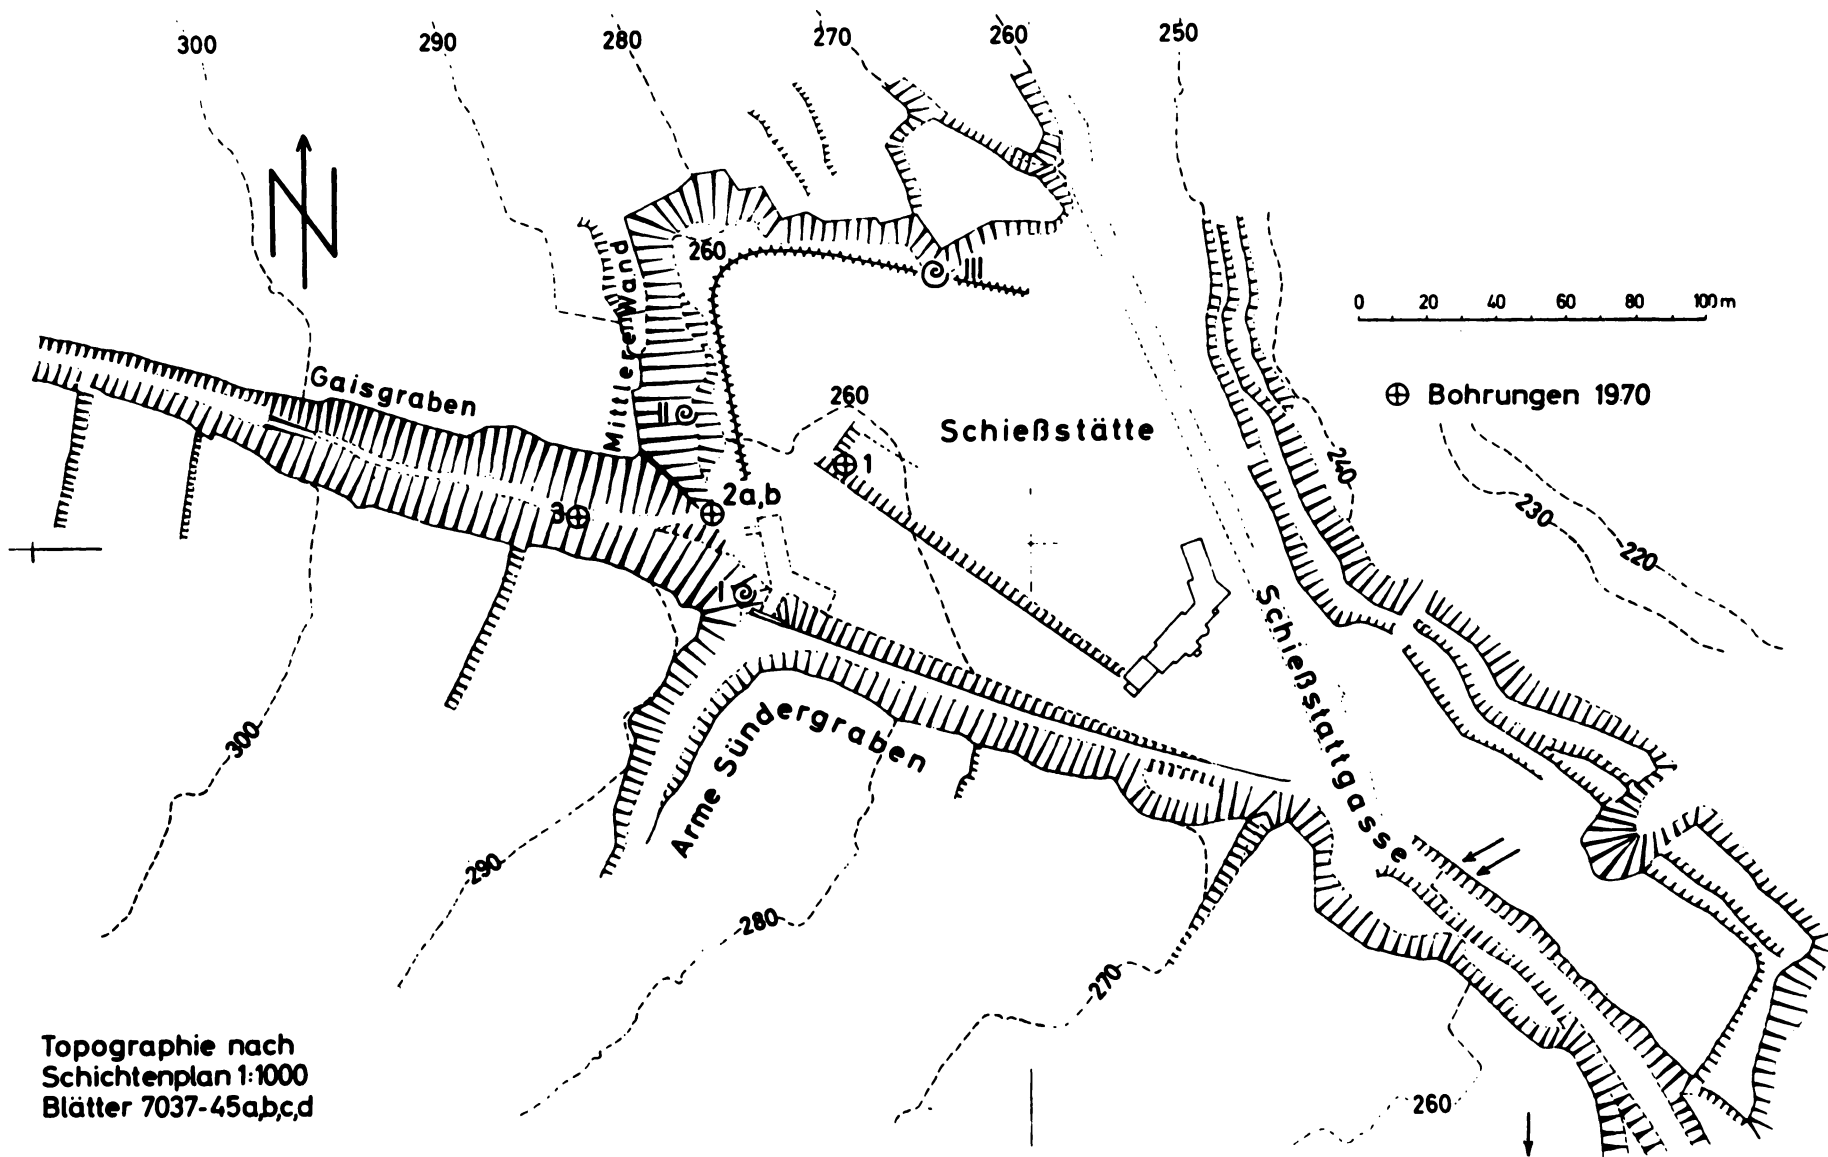 300
290
280
270
260
250
N
260
Mittlere Wand
III
0 20 40 60 80 100 m
Gaisgraben
II
260
Schießstätte
Bohrungen 1970
1
240
2a,b
3
230
220
I
Schießstattgasse
Arme Sündergraben
300
290
280
270
260
Topographie nach
Schichtenplan 1:1000
Blätter 7037-45a,b,c,d